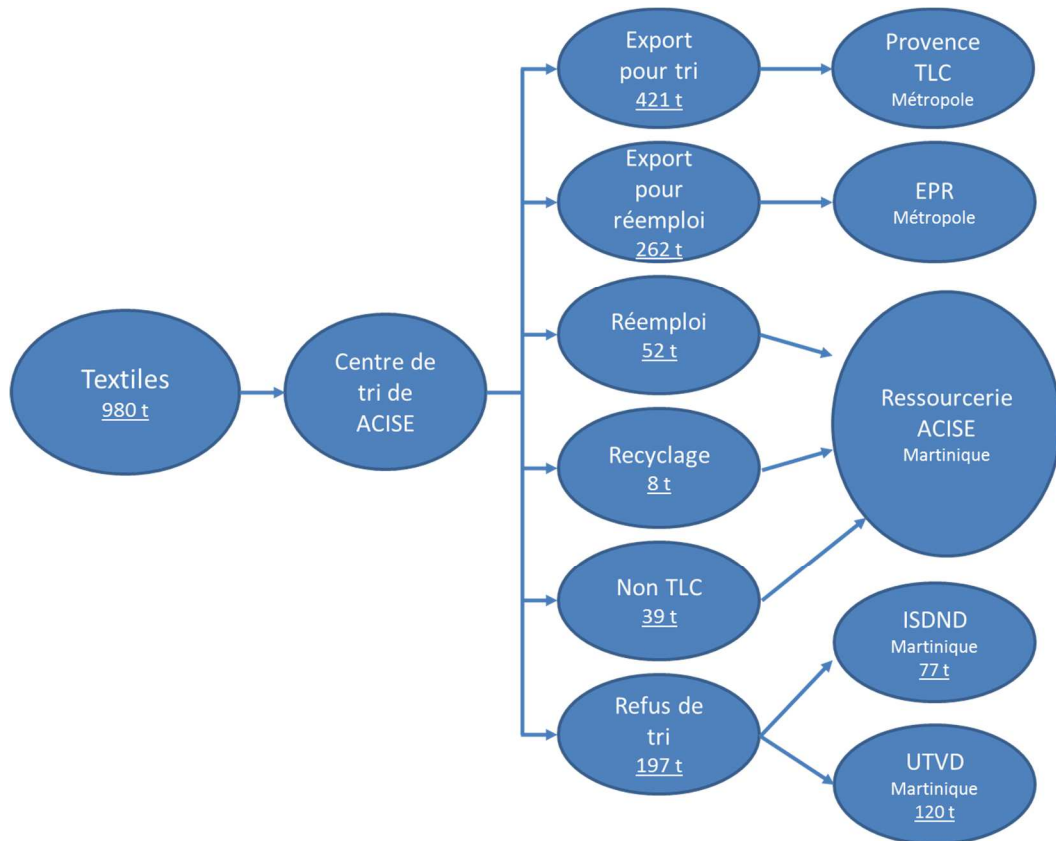 Textiles
980 t
Centre de
tri de
ACISE
Export
pour tri
421 t
Provence
TLC
Métropole
Export
pour
réemploi
262 t
EPR
Métropole
Réemploi
52 t
Recyclage
8 t
Non TLC
39 t
Ressourcerie
ACISE
Martinique
Refus de
tri
197 t
ISDND
Martinique
77 t
UTVD
Martinique
120 t